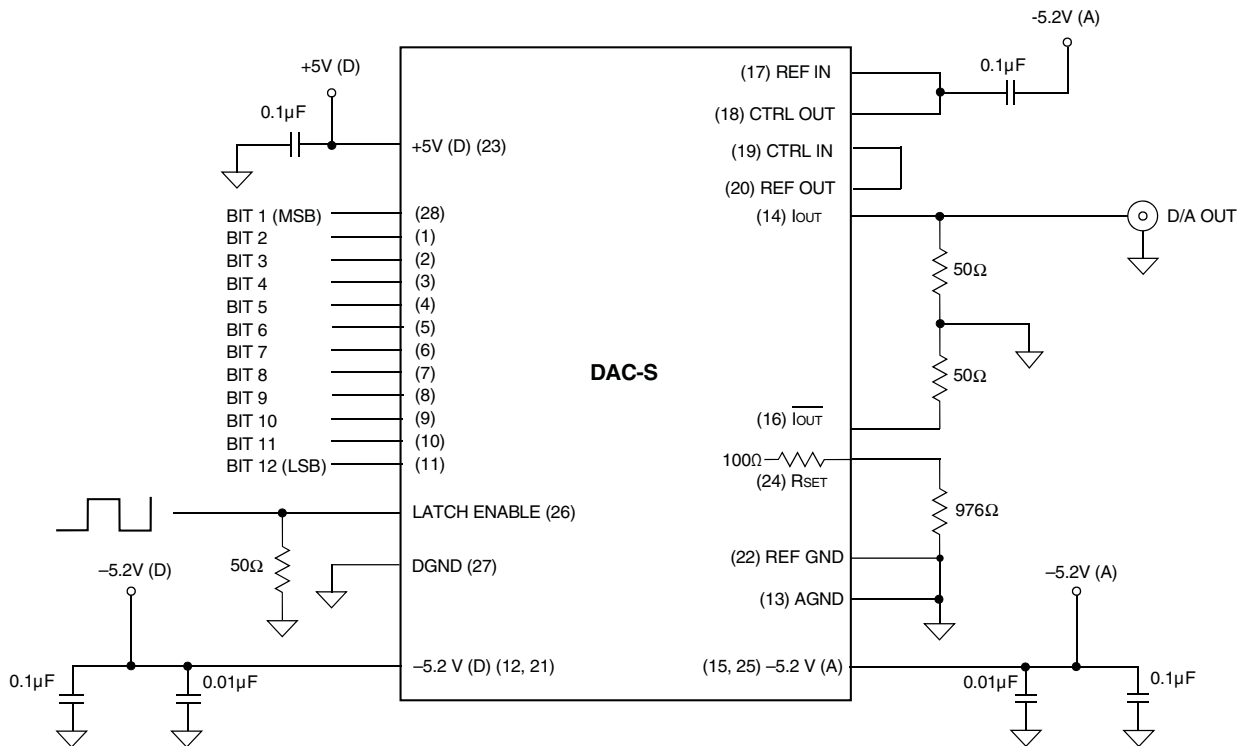 -5.2V (A)
+5V (D)
0.1µF
0.1µF
+5V (D) (23)
(17) REF IN
(18) CTRL OUT
(19) CTRL IN
(20) REF OUT
(14) IOUT
D/A OUT
BIT 1 (MSB) (28)
BIT 2 (1)
BIT 3 (2)
BIT 4 (3)
BIT 5 (4)
BIT 6 (5)
BIT 7 (6)
BIT 8 (7)
BIT 9 (8)
BIT 10 (9)
BIT 11 (10)
BIT 12 (LSB) (11)
50Ω
50Ω
DAC-S
(16) I̅O̅U̅T̅
100Ω
(24) RSET
976Ω
LATCH ENABLE (26)
50Ω
DGND (27)
(22) REF GND
(13) AGND
–5.2V (D)
–5.2V (A)
–5.2 V (D) (12, 21)
(15, 25) –5.2 V (A)
0.1µF
0.01µF
0.01µF
0.1µF